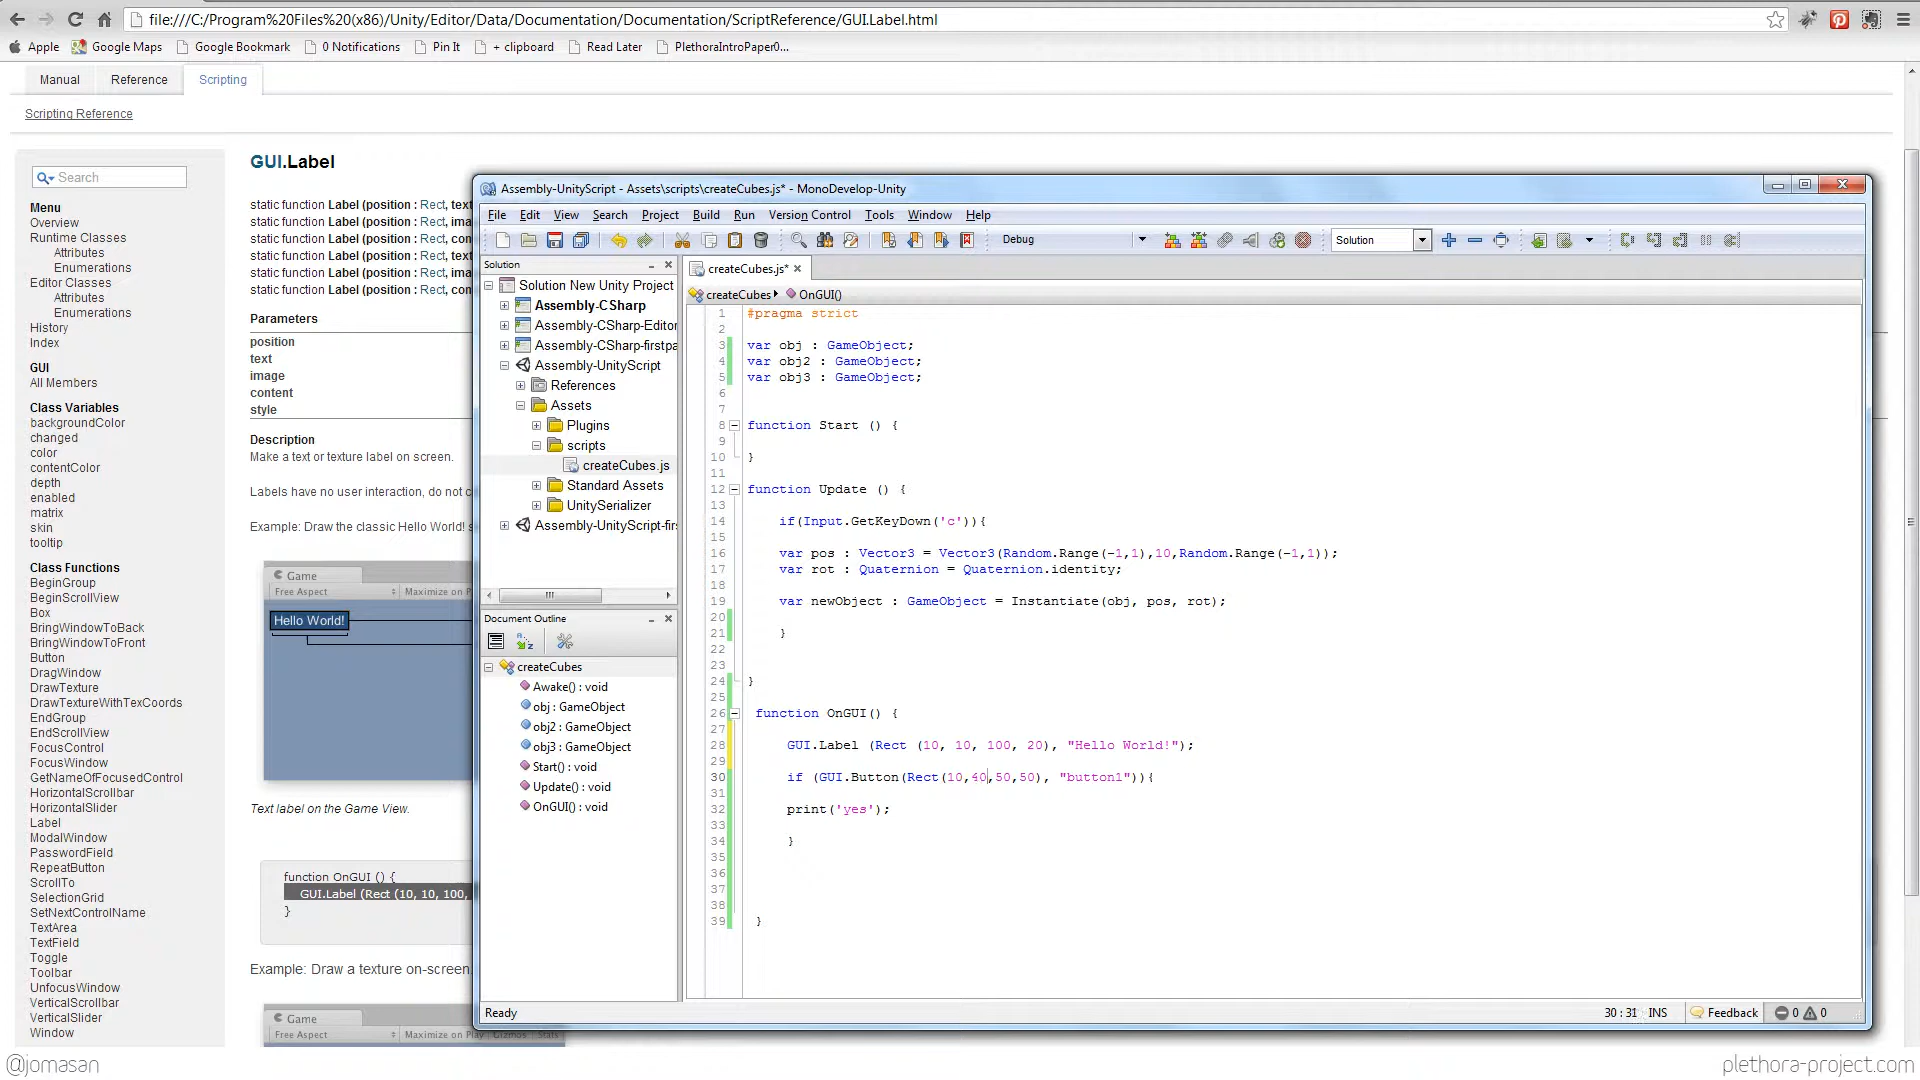 file:///C:/Program%20Files%20(x86)/Unity/Editor/Data/Documentation/Documentation/ScriptReference/GUI.Label.html
Apple Google Maps Google Bookmark 0 Notifications Pin It + clipboard Read Later PlethoraIntroPaper0...
Manual Reference Scripting
Scripting Reference
Search
Menu
Overview
Runtime Classes
Attributes
Enumerations
Editor Classes
Attributes
Enumerations
History
Index
GUI
All Members
Class Variables
backgroundColor
changed
color
contentColor
depth
enabled
matrix
skin
tooltip
Class Functions
BeginGroup
BeginScrollView
Box
BringWindowToBack
BringWindowToFront
Button
DragWindow
DrawTexture
DrawTextureWithTexCoords
EndGroup
EndScrollView
FocusControl
FocusWindow
GetNameOfFocusedControl
HorizontalScrollbar
HorizontalSlider
Label
ModalWindow
PasswordField
RepeatButton
ScrollTo
SelectionGrid
SetNextControlName
TextArea
TextField
Toggle
Toolbar
UnfocusWindow
VerticalScrollbar
VerticalSlider
Window
GUI.Label
static function Label (position : Rect, text
static function Label (position : Rect, ima
static function Label (position : Rect, con
static function Label (position : Rect, text
static function Label (position : Rect, ima
static function Label (position : Rect, con
Parameters
position
text
image
content
style
Description
Make a text or texture label on screen.
Labels have no user interaction, do not c
Example: Draw the classic Hello World! s
Game
Free Aspect Maximize on P
Hello World!
Text label on the Game View.
function OnGUI () {
GUI.Label (Rect (10, 10, 100,
}
Example: Draw a texture on-screen.
Game
Free Aspect Maximize on Play Gizmos Stats
Assembly-UnityScript - Assets\scripts\createCubes.js* - MonoDevelop-Unity
File Edit View Search Project Build Run Version Control Tools Window Help
Debug Solution
Solution
Solution New Unity Project
Assembly-CSharp
Assembly-CSharp-Editor
Assembly-CSharp-firstpa
Assembly-UnityScript
References
Assets
Plugins
scripts
createCubes.js
Standard Assets
UnitySerializer
Assembly-UnityScript-fir
Document Outline
createCubes
Awake() : void
obj : GameObject
obj2 : GameObject
obj3 : GameObject
Start() : void
Update() : void
OnGUI() : void
createCubes.js*
createCubes OnGUI()
1 #pragma strict
2
3 var obj : GameObject;
4 var obj2 : GameObject;
5 var obj3 : GameObject;
6
7
8 function Start () {
9
10 }
11
12 function Update () {
13
14 if(Input.GetKeyDown('c')){
15
16 var pos : Vector3 = Vector3(Random.Range(-1,1),10,Random.Range(-1,1));
17 var rot : Quaternion = Quaternion.identity;
18
19 var newObject : GameObject = Instantiate(obj, pos, rot);
20
21 }
22
23
24 }
25
26 function OnGUI() {
27
28 GUI.Label (Rect (10, 10, 100, 20), "Hello World!");
29
30 if (GUI.Button(Rect(10,40,50,50), "button1")){
31
32 print('yes');
33
34 }
35
36
37
38
39 }
Ready 30 : 31 INS Feedback 0 0
@jomasan plethora-project.com